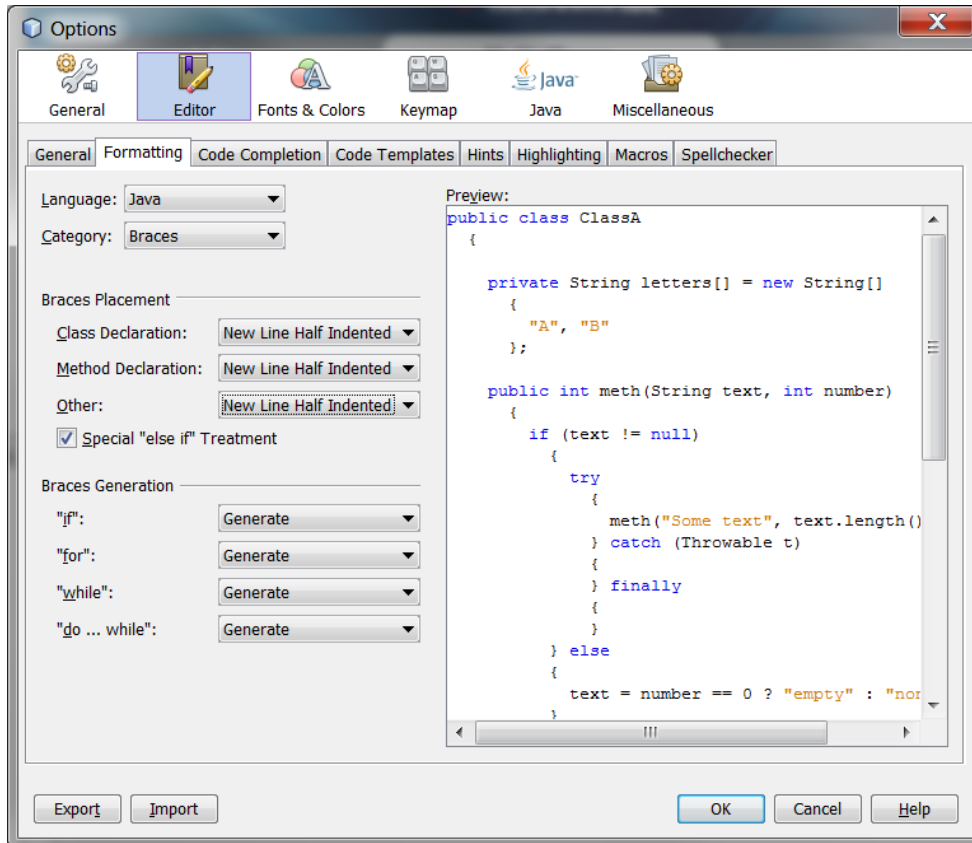 Options
General Editor Fonts & Colors Keymap Java Miscellaneous
General Formatting Code Completion Code Templates Hints Highlighting Macros Spellchecker
Language: Java
Category: Braces
Braces Placement
Class Declaration: New Line Half Indented
Method Declaration: New Line Half Indented
Other: New Line Half Indented
Special "else if" Treatment
Braces Generation
"if": Generate
"for": Generate
"while": Generate
"do ... while": Generate
Preview:
public class ClassA
{
private String letters[] = new String[]
{
"A", "B"
};
public int meth(String text, int number)
{
if (text != null)
{
try
{
meth("Some text", text.length()
} catch (Throwable t)
{
} finally
{
}
} else
{
text = number == 0 ? "empty" : "nor
}
Export Import OK Cancel Help